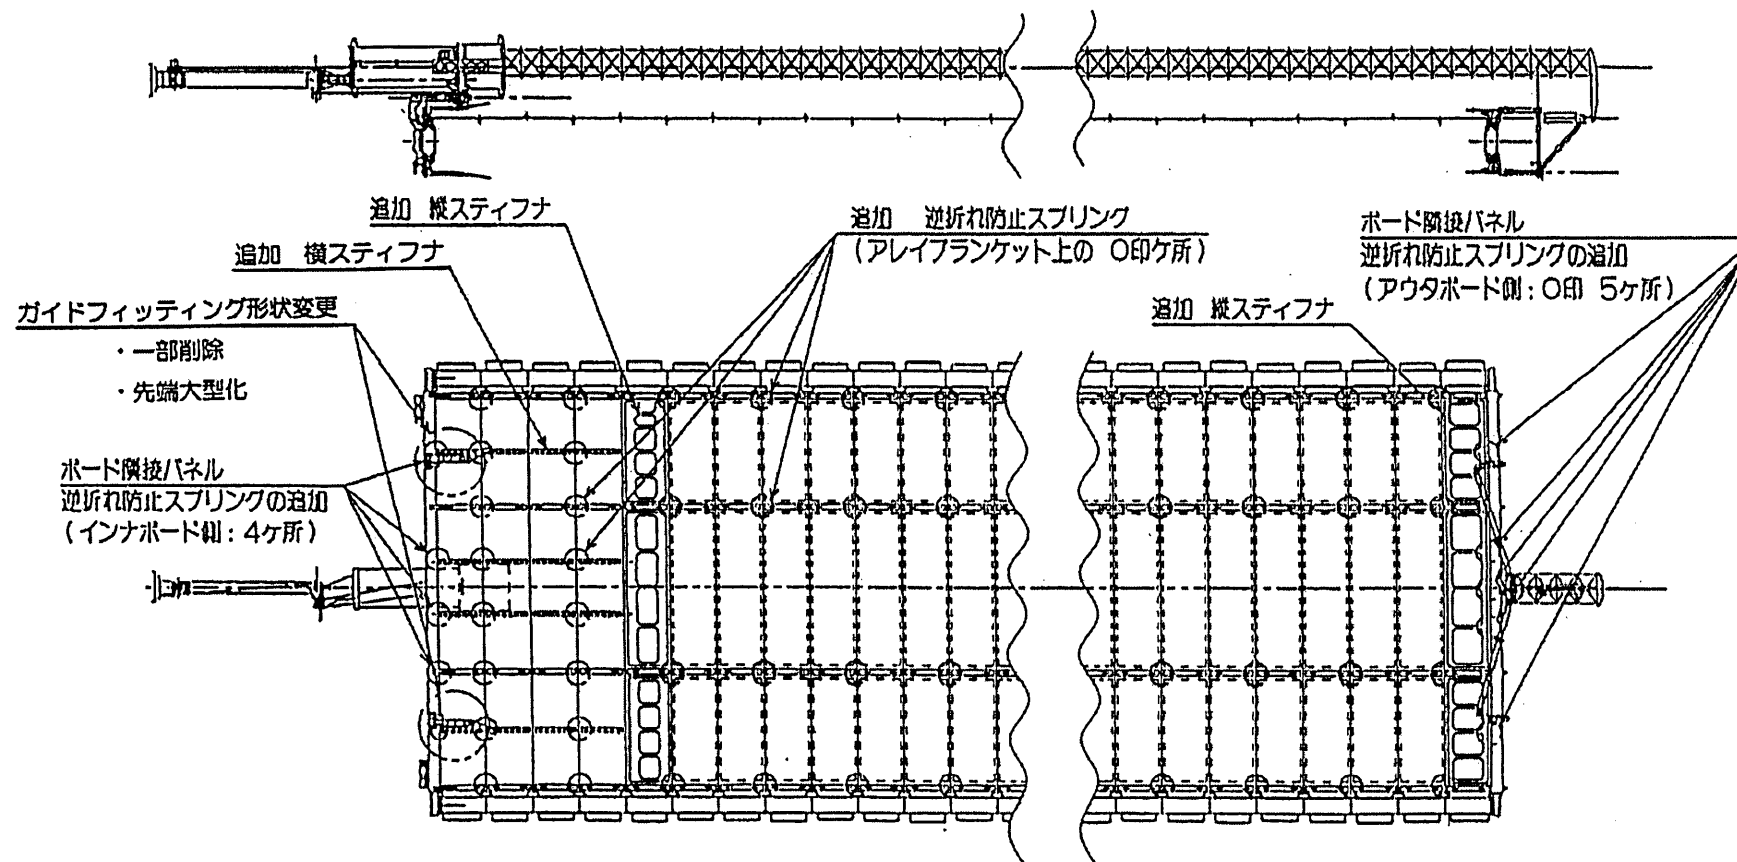 追加 縦スティフナ
追加 横スティフナ
ガイドフィッティング形状変更
・一部削除
・先端大型化
ボード隣接パネル
逆折れ防止スプリングの追加
(インナボード側:4ケ所)
追加 逆折れ防止スプリング
(アレイブランケット上の ○印ケ所)
追加 縦スティフナ
ボード隣接パネル
逆折れ防止スプリングの追加
(アウタボード側:○印 5ケ所)